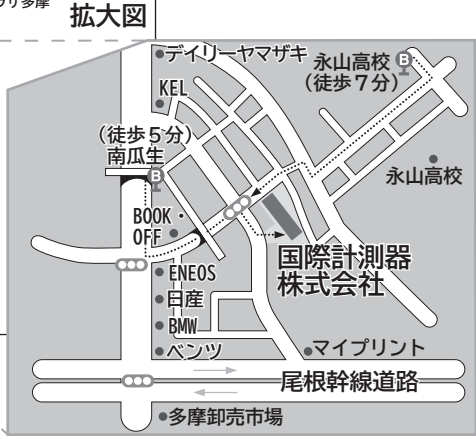 拡大図
デイリーヤマザキ
永山高校
（徒歩７分）
B
KEL
（徒歩５分）
南瓜生
B
永山高校
BOOK
OFF
国際計測器
株式会社
ENEOS
日産
BMW
ベンツ
マイプリント
尾根幹線道路
多摩卸売市場